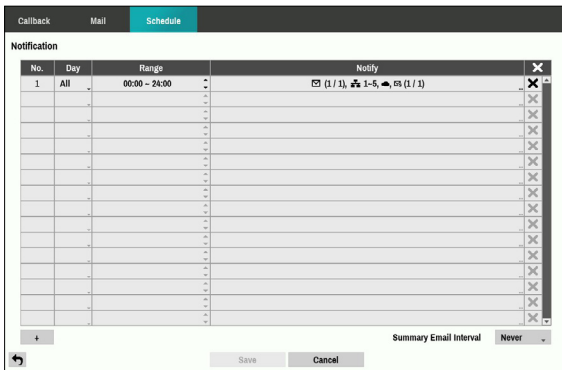 Callback Mail Schedule
Notification
No. Day Range Notify
1 All 00:00 ~ 24:00 (1 / 1), 1~5, , (1 / 1)
+ Summary Email Interval Never
Save Cancel